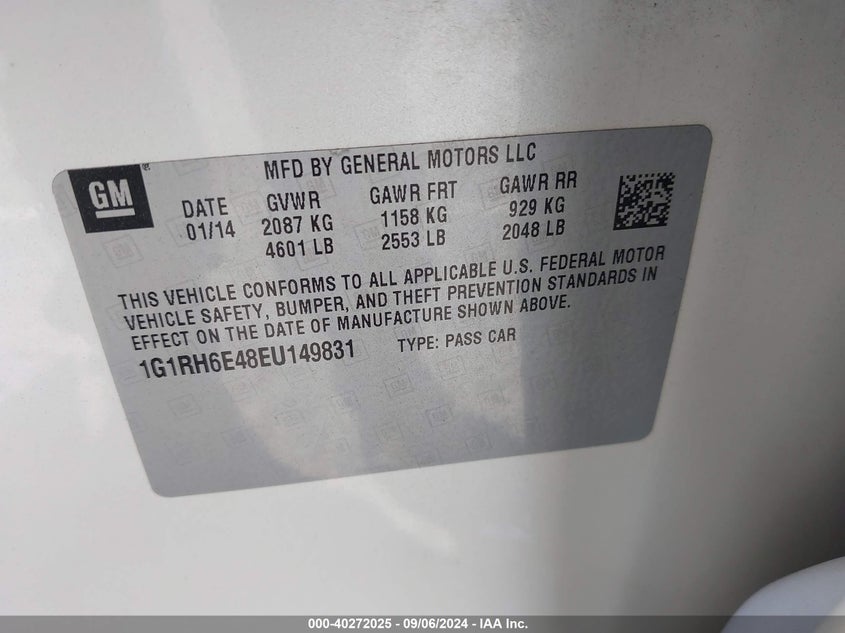 GM
MFD BY GENERAL MOTORS LLC
DATE GVWR GAWR FRT GAWR RR
01/14 2087 KG 1158 KG 929 KG
4601 LB 2553 LB 2048 LB
THIS VEHICLE CONFORMS TO ALL APPLICABLE U.S. FEDERAL MOTOR
VEHICLE SAFETY, BUMPER, AND THEFT PREVENTION STANDARDS IN
EFFECT ON THE DATE OF MANUFACTURE SHOWN ABOVE.
1G1RH6E48EU149831 TYPE: PASS CAR
000-40272025 - 09/06/2024 - IAA Inc.